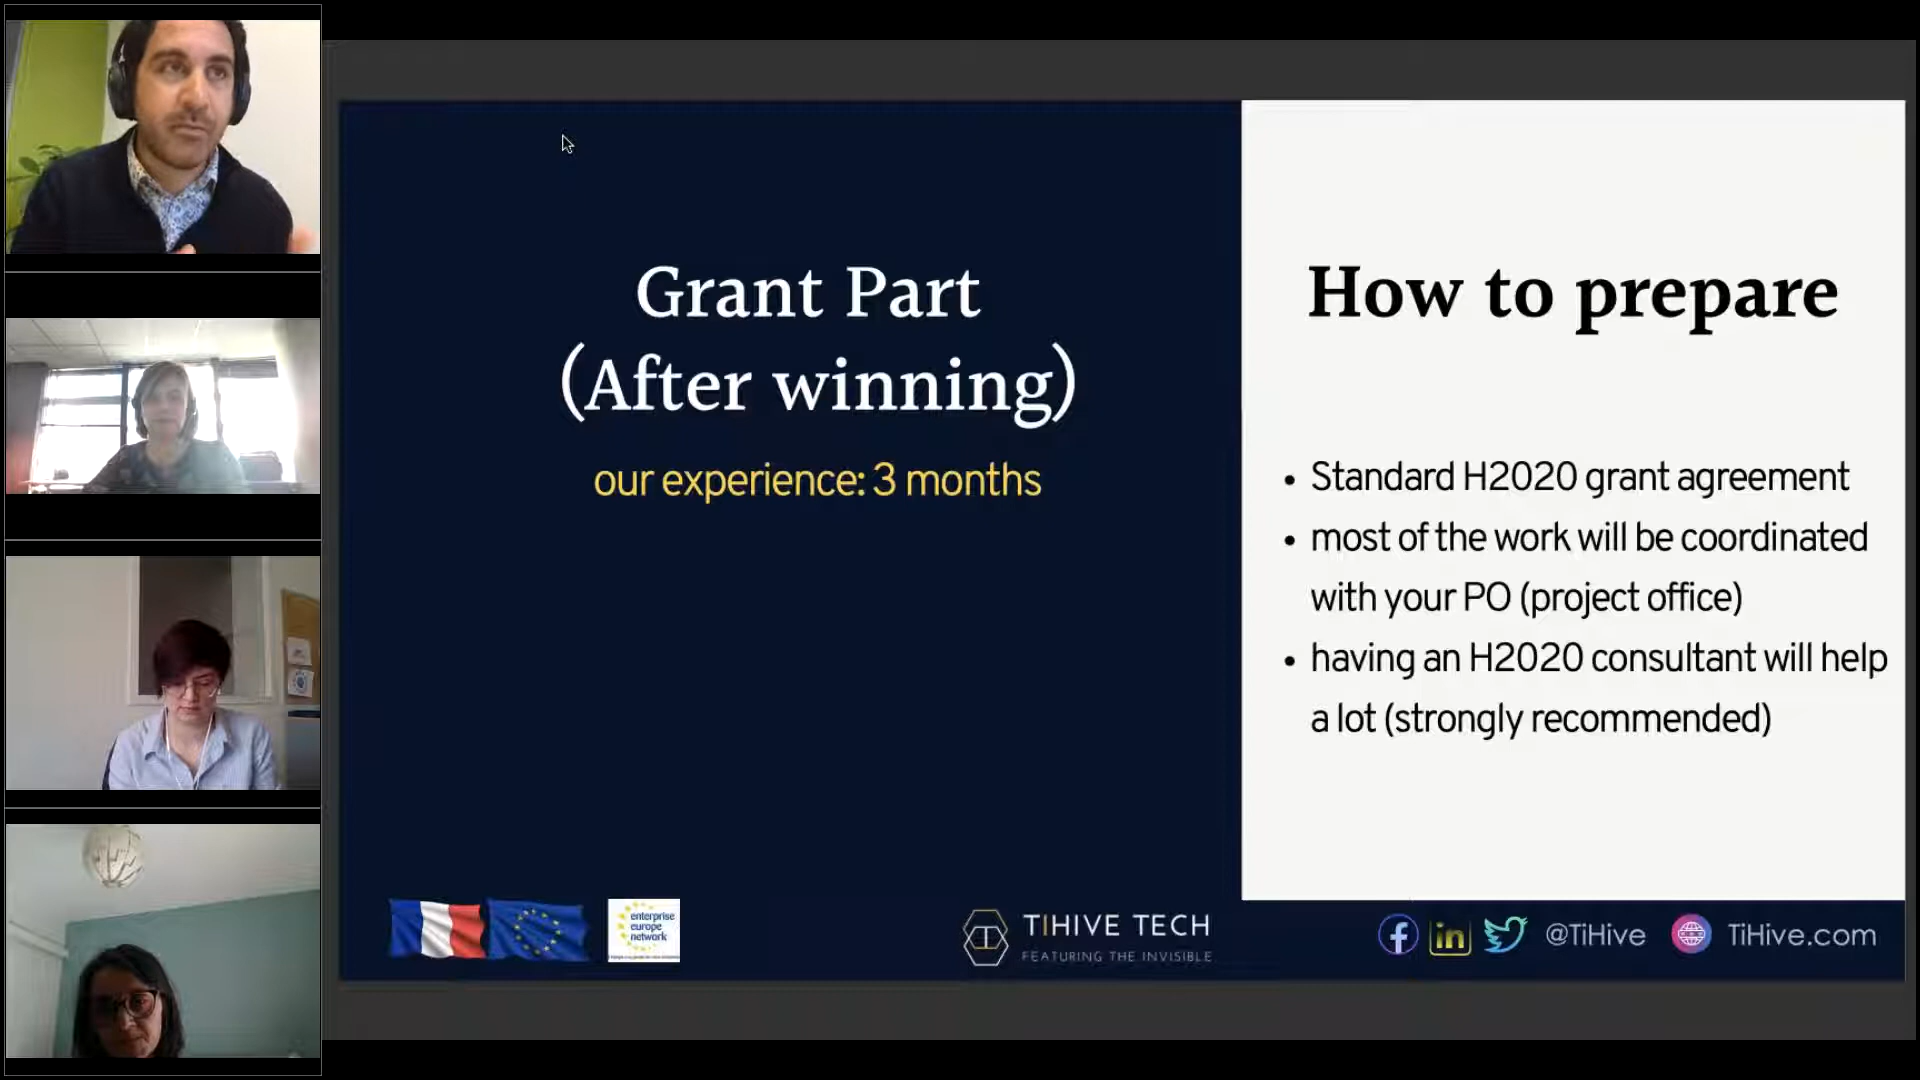 Grant Part
(After winning)
our experience: 3 months
How to prepare
• Standard H2020 grant agreement
• most of the work will be coordinated
with your PO (project office)
• having an H2020 consultant will help
a lot (strongly recommended)
enterprise
europe
network
TIHIVE TECH
FEATURING THE INVISIBLE
@TiHive
TiHive.com